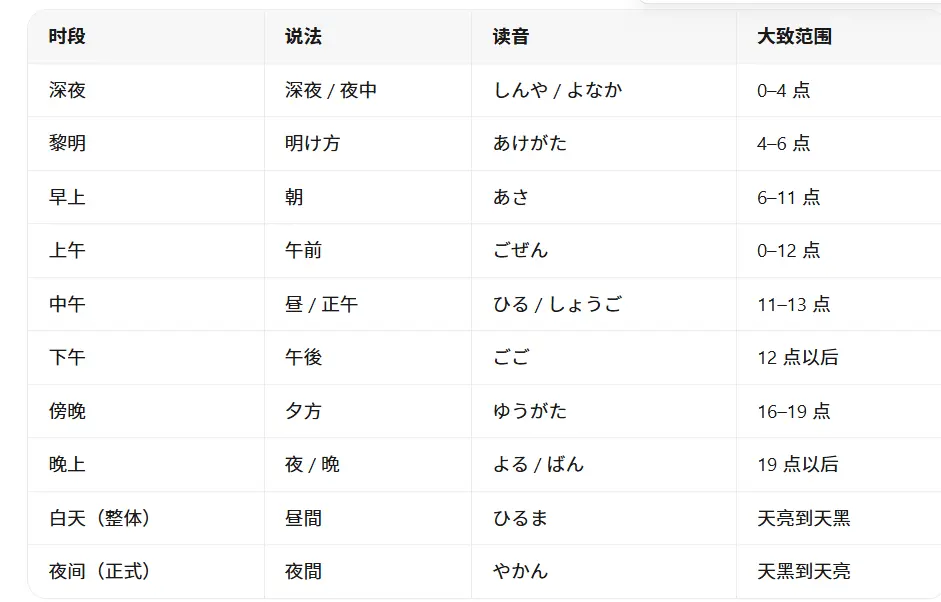 时段 说法 读音 大致范围
深夜 深夜 / 夜中 しんや / よなか 0–4 点
黎明 明け方 あけがた 4–6 点
早上 朝 あさ 6–11 点
上午 午前 ごぜん 0–12 点
中午 昼 / 正午 ひる / しょうご 11–13 点
下午 午後 ごご 12 点以后
傍晚 夕方 ゆうがた 16–19 点
晚上 夜 / 晩 よる / ばん 19 点以后
白天（整体） 昼間 ひるま 天亮到天黑
夜间（正式） 夜間 やかん 天黑到天亮